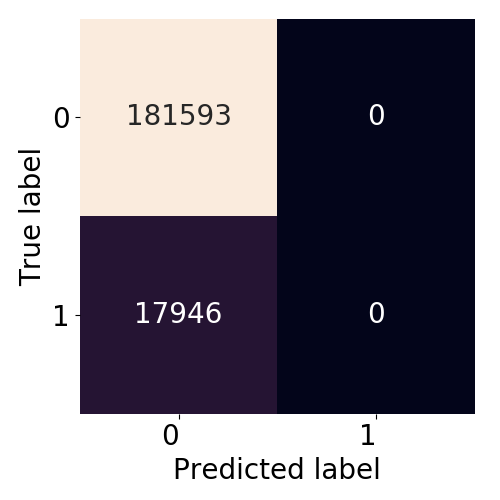 181593 0
0
True label
17946 0
1
0 1
Predicted label